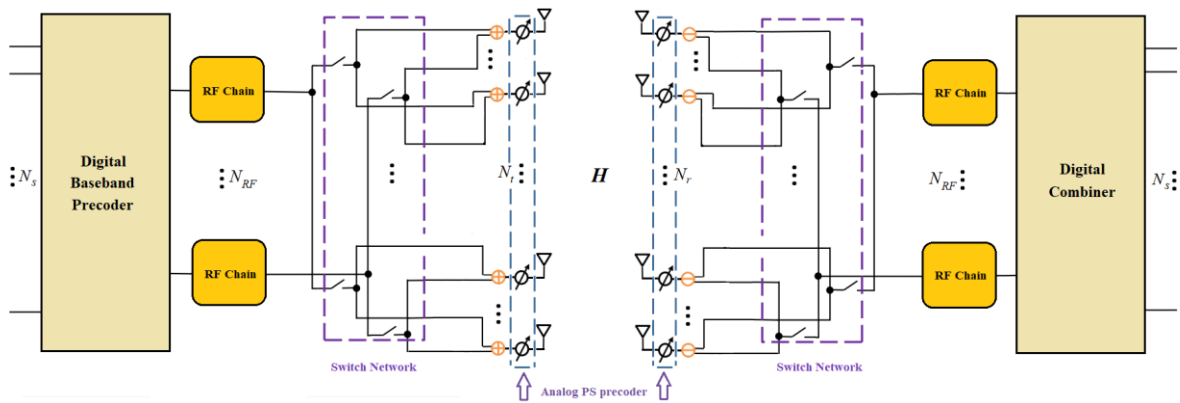 RF Chain
RF Chain
N_s
Digital
Baseband
Precoder
N_RF
N_t
H
N_r
N_RF
Digital
Combiner
N_s
RF Chain
RF Chain
Switch Network
Switch Network
Analog PS precoder